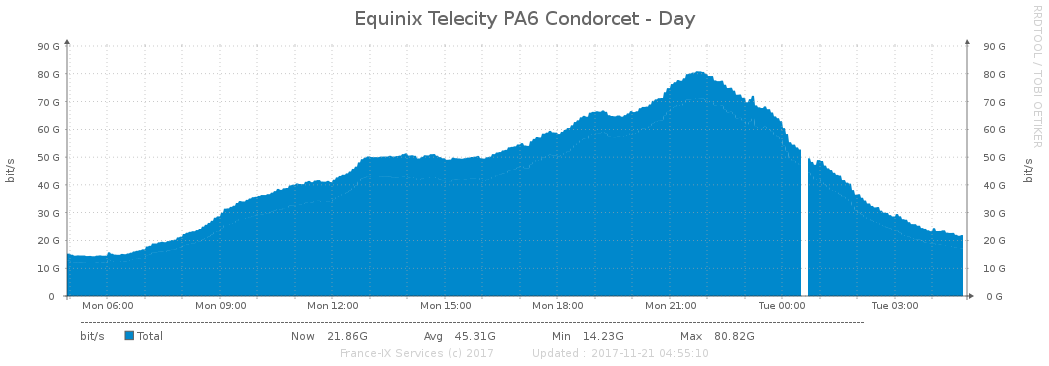 Equinix Telecity PA6 Condorcet - Day
RRDTOOL / TOBI OETIKER
90 G 90 G
80 G 80 G
70 G 70 G
60 G 60 G
50 G 50 G
40 G 40 G
30 G 30 G
20 G 20 G
10 G 10 G
0 0 G
bit/s bit/s
Mon 06:00 Mon 09:00 Mon 12:00 Mon 15:00 Mon 18:00 Mon 21:00 Tue 00:00 Tue 03:00
bit/s Total Now 21.86G Avg 45.31G Min 14.23G Max 80.82G
France-IX Services (c) 2017 Updated : 2017-11-21 04:55:10